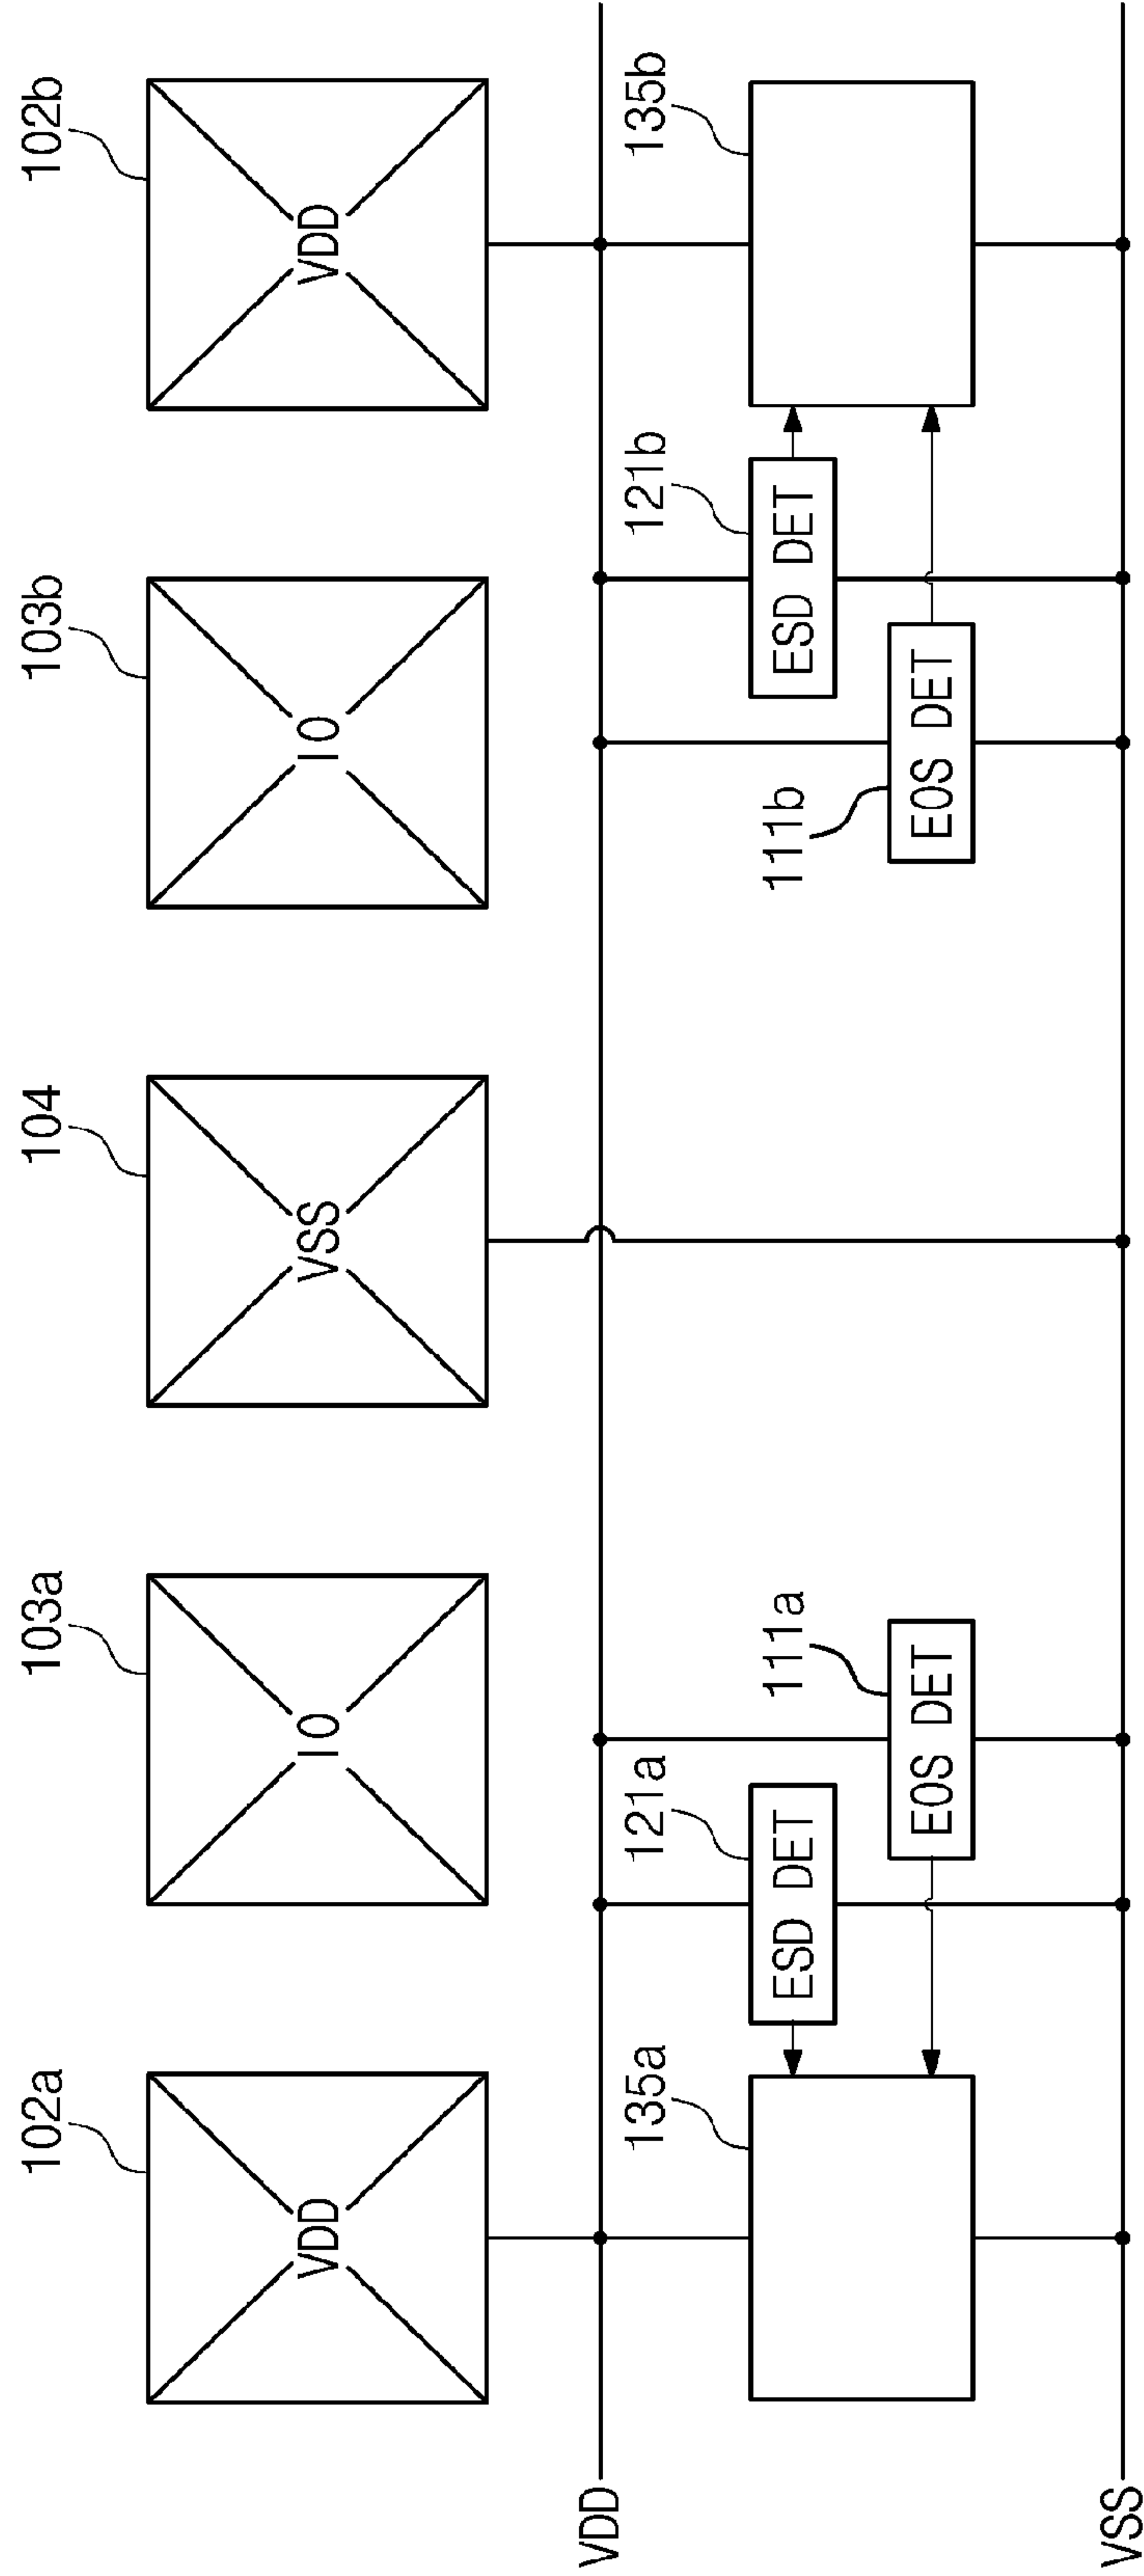 102a
103a
104
103b
102b
VDD
IO
VSS
IO
VDD
VDD
135a
121a
121b
135b
ESD DET
ESD DET
111a
111b
EOS DET
EOS DET
VSS